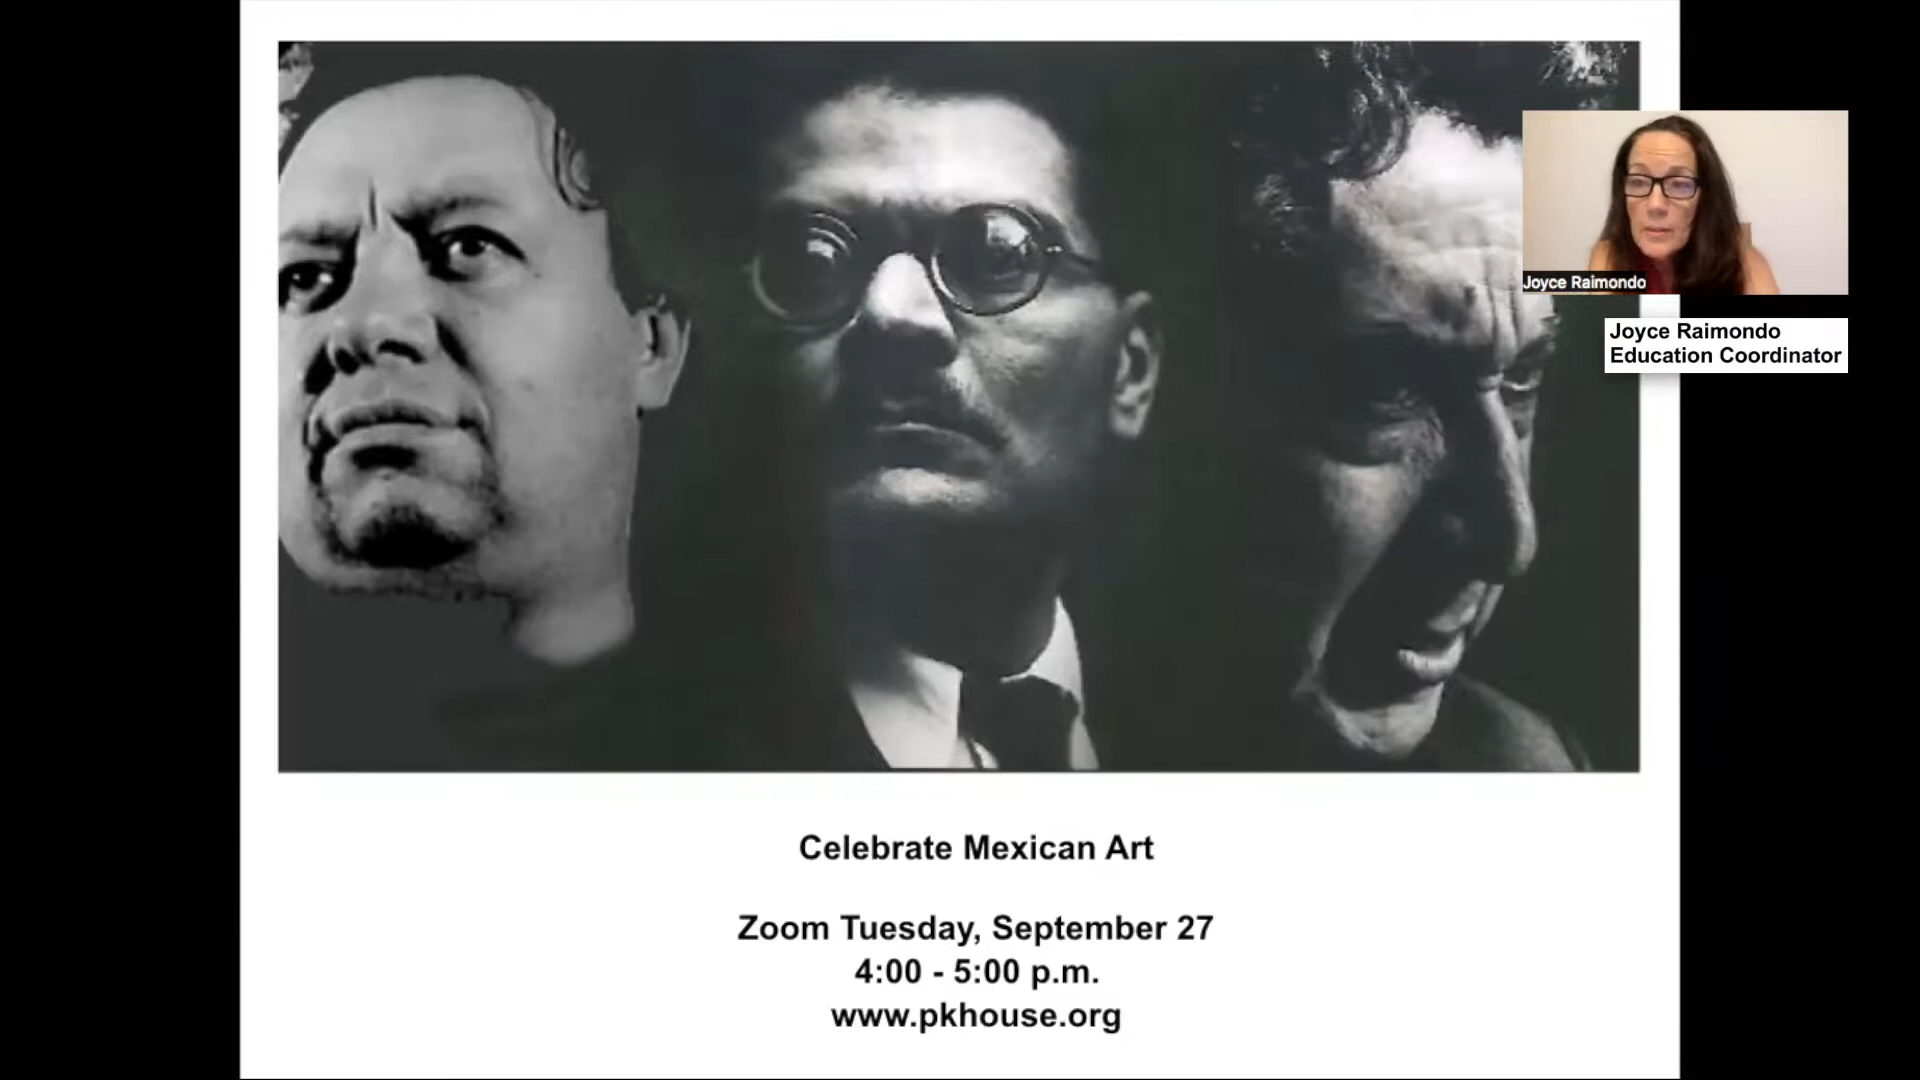 Joyce Raimondo
Joyce Raimondo
Education Coordinator
Celebrate Mexican Art
Zoom Tuesday, September 27
4:00 - 5:00 p.m.
www.pkhouse.org